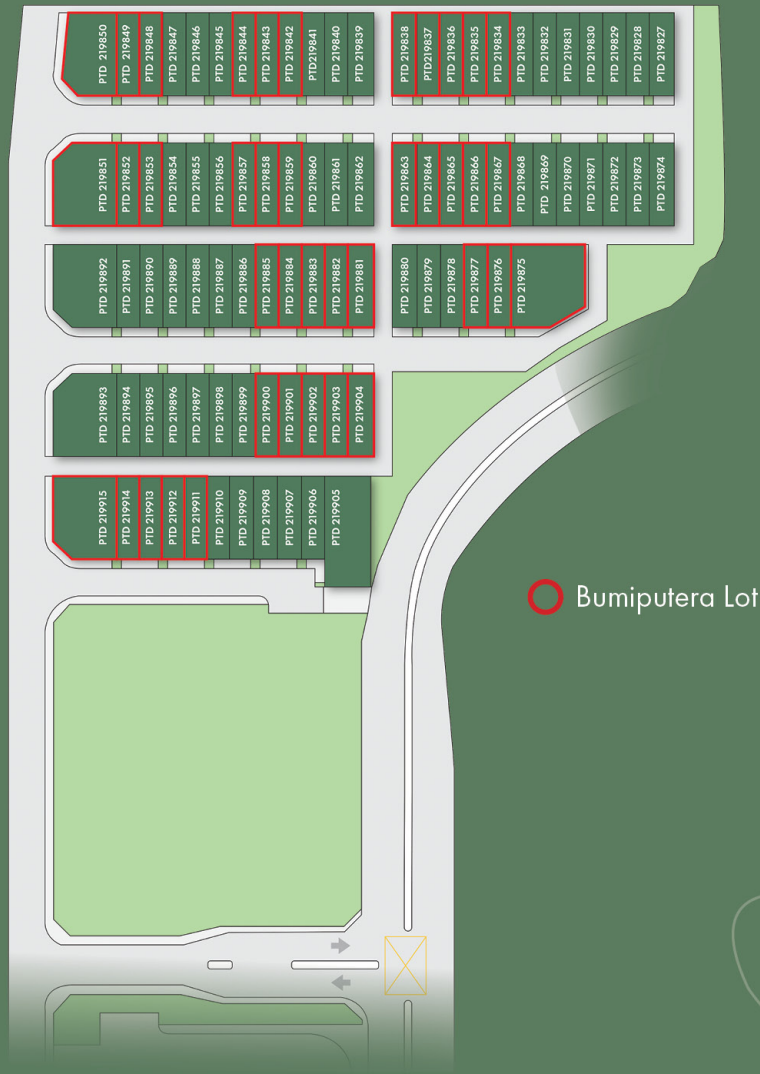 PTD 219850
PTD 219849
PTD 219848
PTD 219847
PTD 219846
PTD 219845
PTD 219844
PTD 219843
PTD 219842
PTD219841
PTD 219840
PTD 219839
PTD 219838
PTD219837
PTD 219836
PTD 219835
PTD 219834
PTD 219833
PTD 219832
PTD 219831
PTD 219830
PTD 219829
PTD 219828
PTD 219827
PTD 219851
PTD 219852
PTD 219853
PTD 219854
PTD 219855
PTD 219856
PTD 219857
PTD 219858
PTD 219859
PTD 219860
PTD 219861
PTD 219862
PTD 219863
PTD 219864
PTD 219865
PTD 219866
PTD 219867
PTD 219868
PTD 219869
PTD 219870
PTD 219871
PTD 219872
PTD 219873
PTD 219874
PTD 219892
PTD 219891
PTD 219890
PTD 219889
PTD 219888
PTD 219887
PTD 219886
PTD 219885
PTD 219884
PTD 219883
PTD 219882
PTD 219881
PTD 219880
PTD 219879
PTD 219878
PTD 219877
PTD 219876
PTD 219875
PTD 219893
PTD 219894
PTD 219895
PTD 219896
PTD 219897
PTD 219898
PTD 219899
PTD 219900
PTD 219901
PTD 219902
PTD 219903
PTD 219904
PTD 219915
PTD 219914
PTD 219913
PTD 219912
PTD 219911
PTD 219910
PTD 219909
PTD 219908
PTD 219907
PTD 219906
PTD 219905
Bumiputera Lot